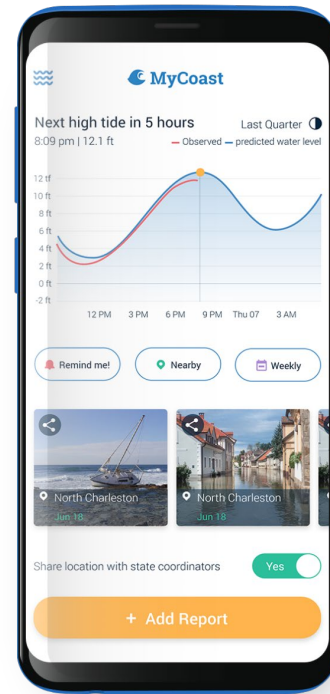 MyCoast
Next high tide in 5 hours
Last Quarter
8:09 pm | 12.1 ft
Observed
predicted water level
12 tf
10 ft
8 ft
6 ft
4 ft
2 ft
0 ft
-2 ft
12 PM 3 PM 6 PM 9 PM Thu 07 3 AM
Remind me!
Nearby
Weekly
North Charleston
Jun 18
North Charleston
Jun 18
Share location with state coordinators
Yes
+ Add Report